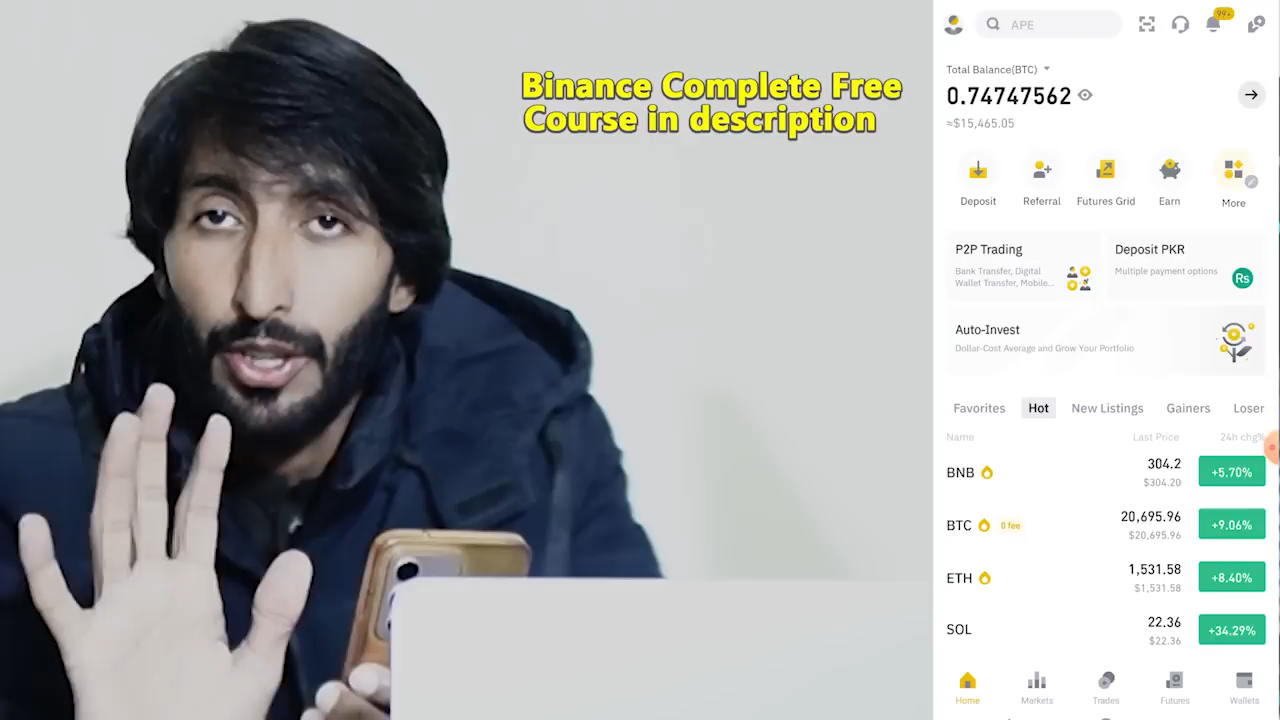 Binance Complete Free
Course in description
APE
99+
Total Balance(BTC)
0.74747562
≈$15,465.05
Deposit
Referral
Futures Grid
Earn
More
P2P Trading
Bank Transfer, Digital
Wallet Transfer, Mobile...
Deposit PKR
Multiple payment options
Rs
Auto-Invest
Dollar-Cost Average and Grow Your Portfolio
Favorites
Hot
New Listings
Gainers
Loser
Name
Last Price
24h chg%
BNB
304.2
$304.20
+5.70%
BTC
0 fee
20,695.96
$20,695.96
+9.06%
ETH
1,531.58
$1,531.58
+8.40%
SOL
22.36
$22.36
+34.29%
Home
Markets
Trades
Futures
Wallets